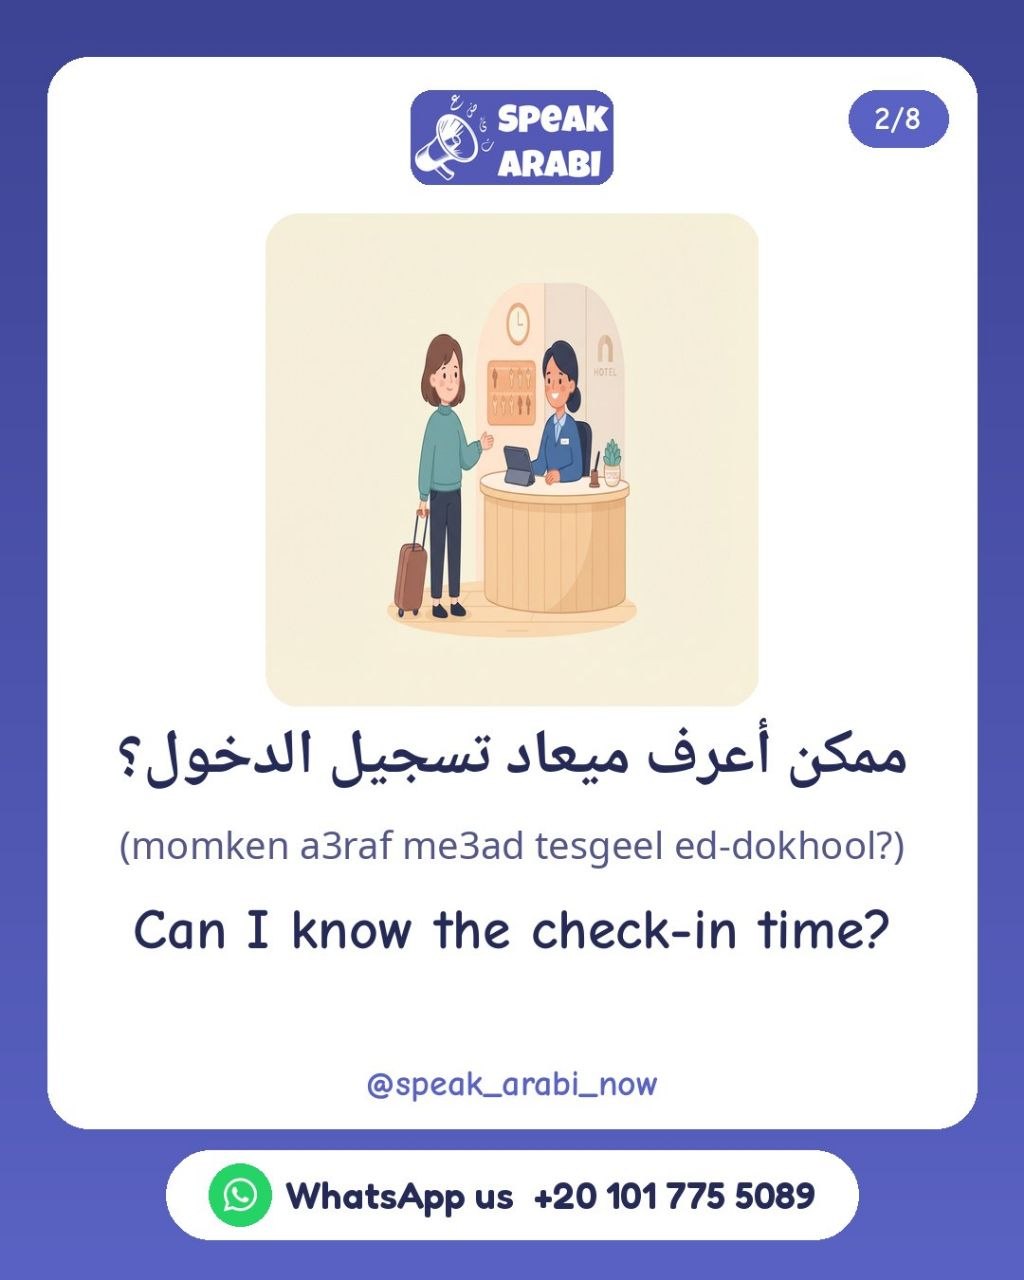 SPEAK
ARABI
2/8
HOTEL
ممكن أعرف ميعاد تسجيل الدخول؟
(momken a3raf me3ad tesgeel ed-dokhool?)
Can I know the check-in time?
@speak_arabi_now
WhatsApp us +20 101 775 5089